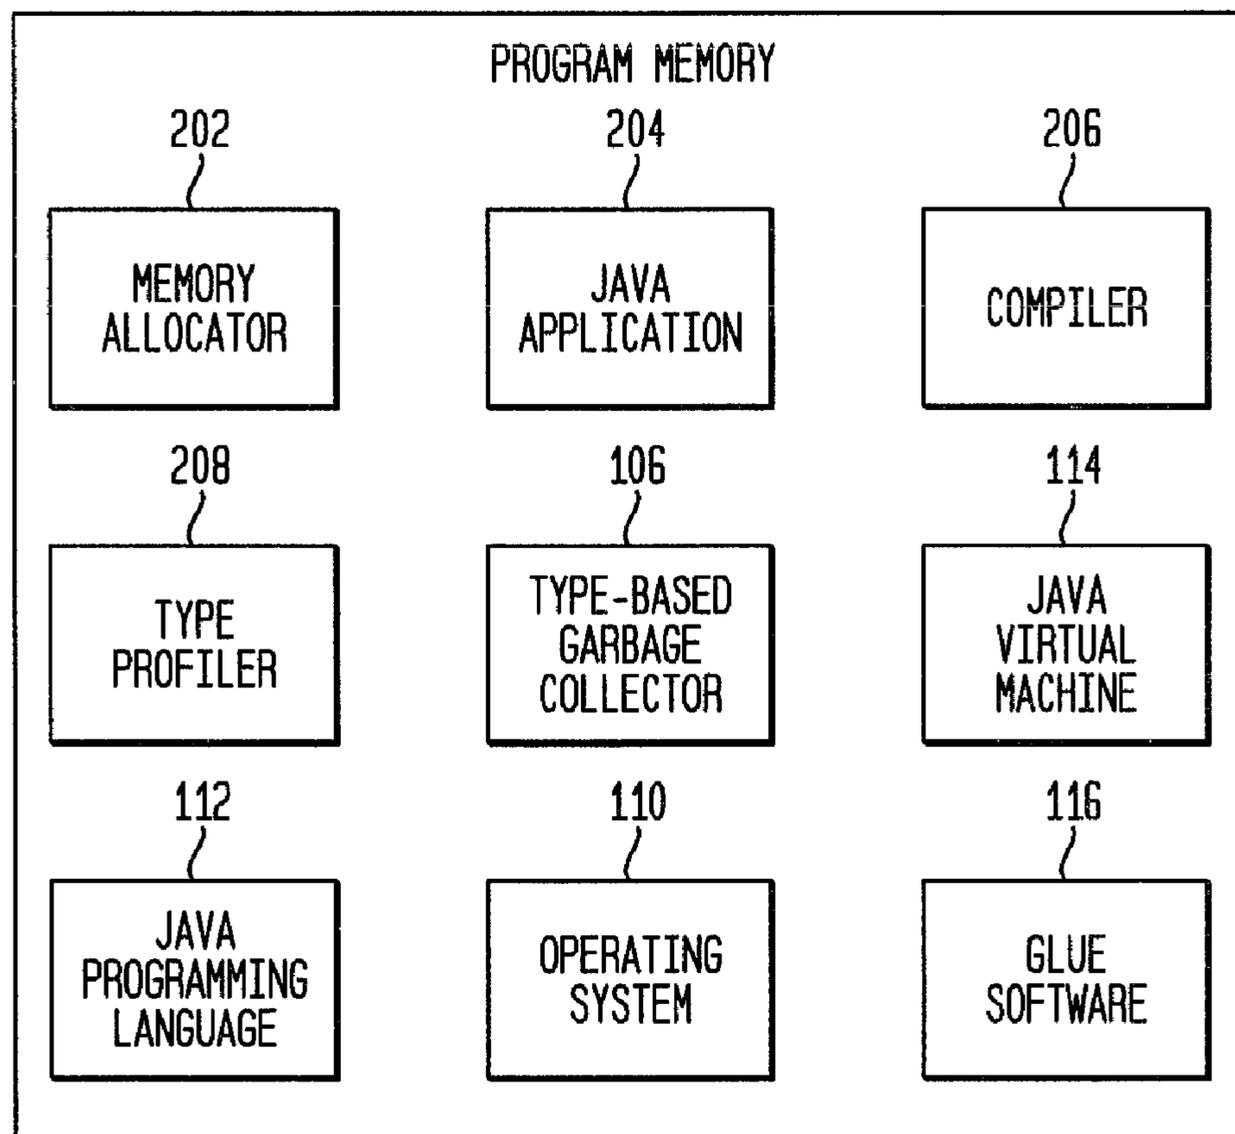 PROGRAM MEMORY
202
204
206
MEMORY
ALLOCATOR
JAVA
APPLICATION
COMPILER
208
106
114
TYPE
PROFILER
TYPE-BASED
GARBAGE
COLLECTOR
JAVA
VIRTUAL
MACHINE
112
110
116
JAVA
PROGRAMMING
LANGUAGE
OPERATING
SYSTEM
GLUE
SOFTWARE